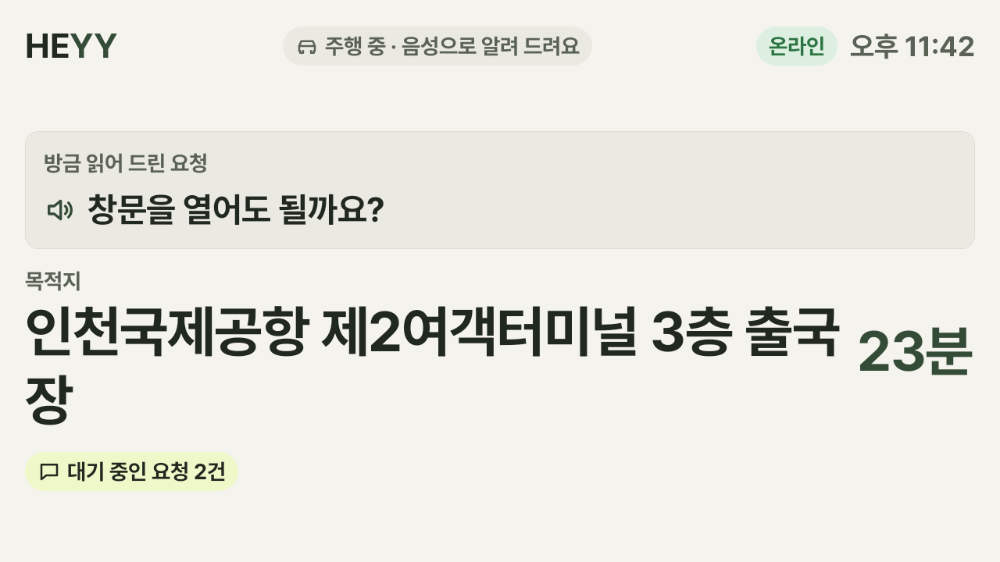 HEYY
주행 중 · 음성으로 알려 드려요
온라인
오후 11:42
방금 읽어 드린 요청
창문을 열어도 될까요?
목적지
인천국제공항 제2여객터미널 3층 출국
장
23분
대기 중인 요청 2건